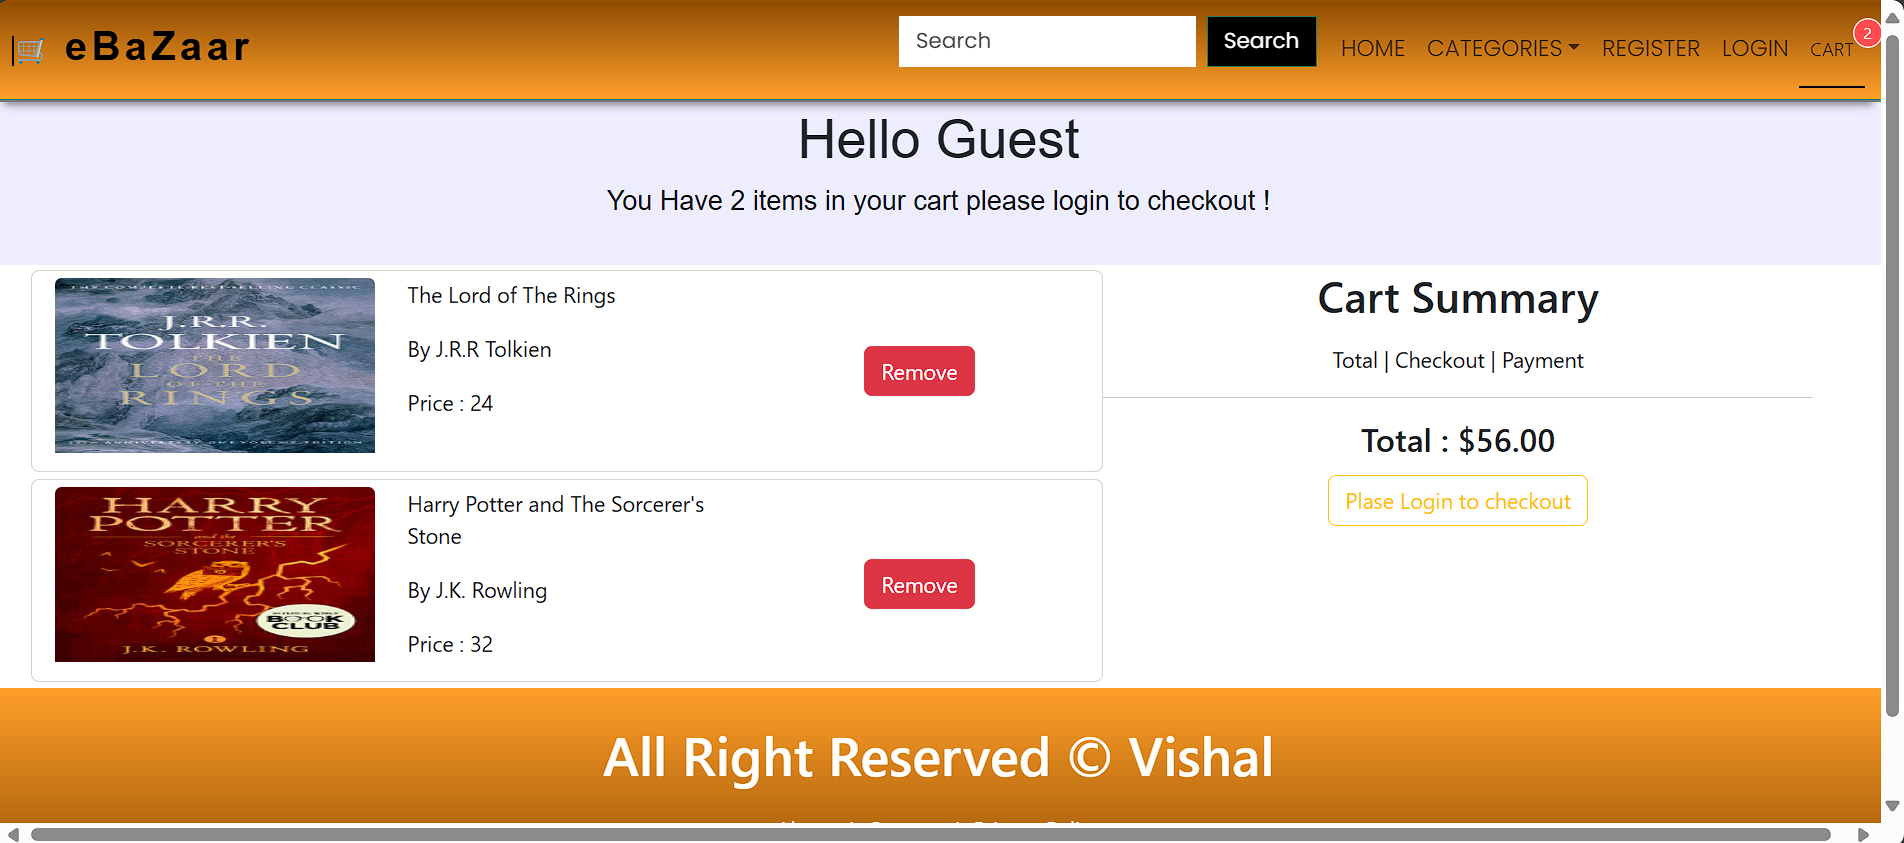 eBaZaar
Search
Search
HOME
CATEGORIES
REGISTER
LOGIN
CART
2
Hello Guest
You Have 2 items in your cart please login to checkout !
THE COMPLETE BEST-SELLING CLASSIC
J.R.R.
TOLKIEN
THE
LORD
OF THE
RINGS
The Lord of The Rings
By J.R.R Tolkien
Price : 24
Remove
HARRY
POTTER
and the
SORCERER'S
STONE
BOOK
CLUB
1
J.K. ROWLING
Harry Potter and The Sorcerer's
Stone
By J.K. Rowling
Price : 32
Remove
Cart Summary
Total | Checkout | Payment
Total : $56.00
Plase Login to checkout
All Right Reserved © Vishal